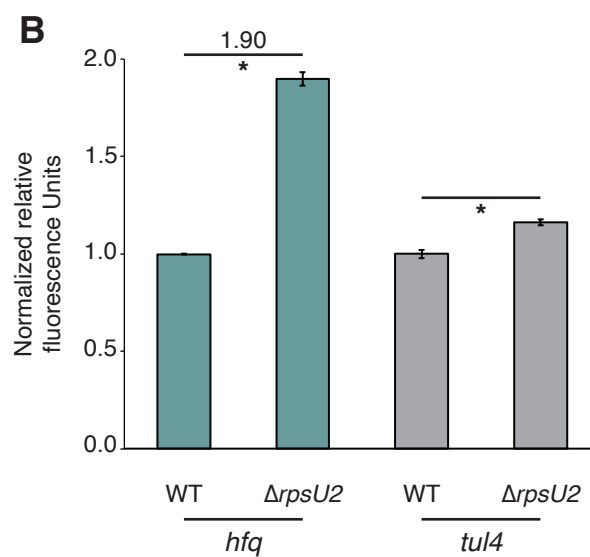 B
1.90
*
*
2.0
1.5
1.0
0.5
0.0
Normalized relative
fluorescence Units
WT ΔrpsU2 WT ΔrpsU2
hfq tul4